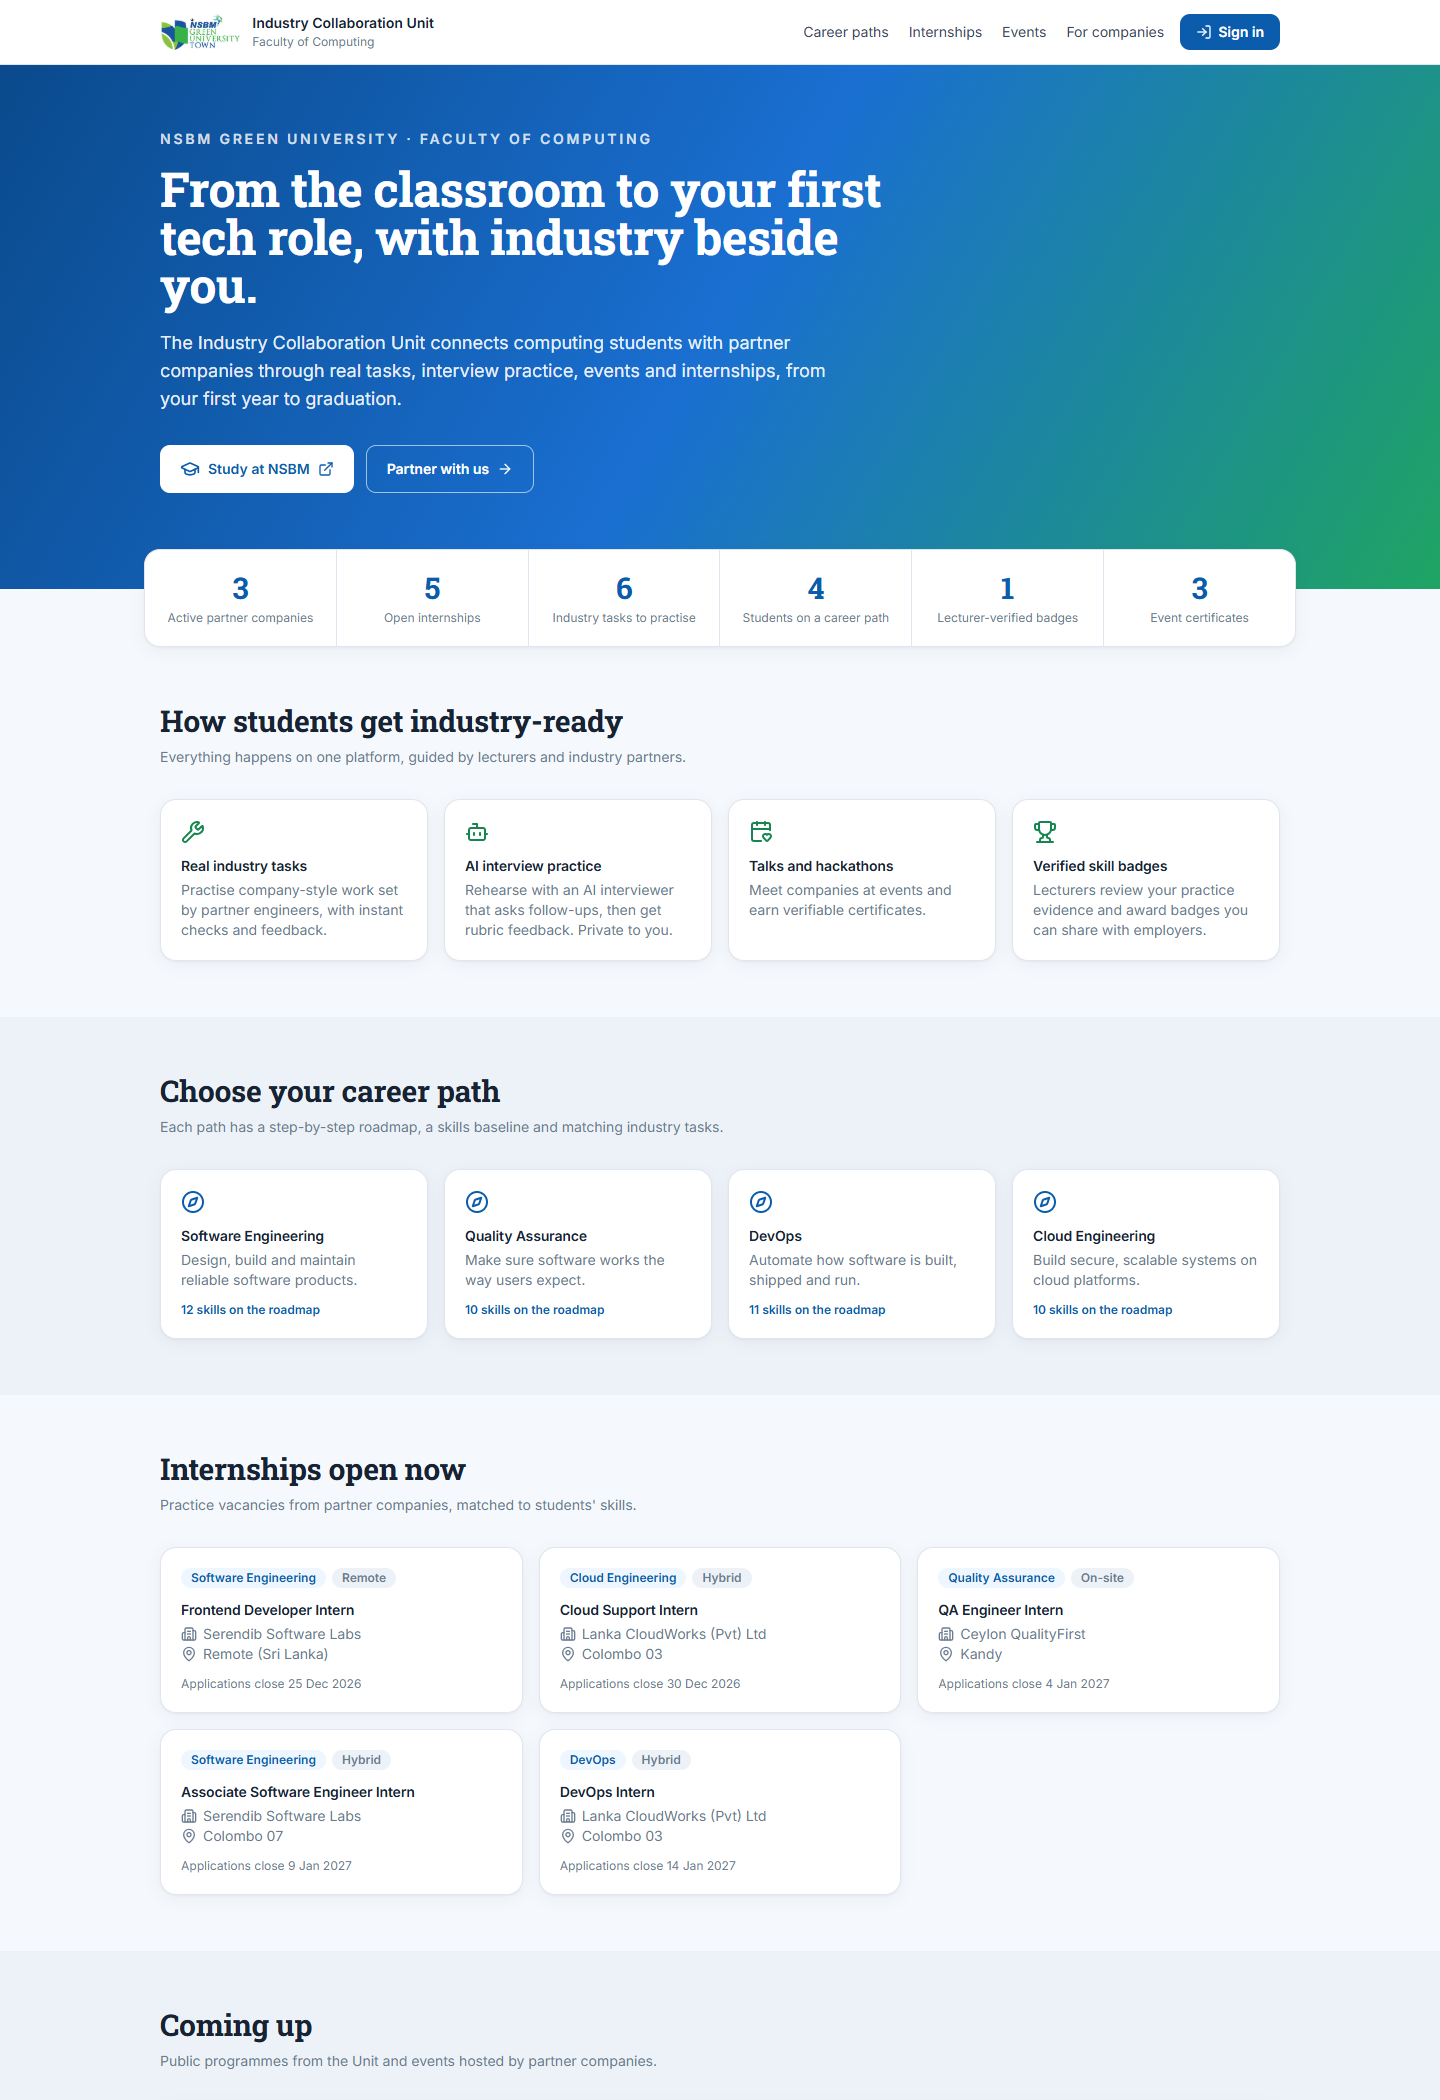 NSBM
GREEN
UNIVERSITY
TOWN
Industry Collaboration Unit
Faculty of Computing
Career paths
Internships
Events
For companies
Sign in
NSBM GREEN UNIVERSITY · FACULTY OF COMPUTING
From the classroom to your first
tech role, with industry beside
you.
The Industry Collaboration Unit connects computing students with partner
companies through real tasks, interview practice, events and internships, from
your first year to graduation.
Study at NSBM
Partner with us
3
Active partner companies
5
Open internships
6
Industry tasks to practise
4
Students on a career path
1
Lecturer-verified badges
3
Event certificates
How students get industry-ready
Everything happens on one platform, guided by lecturers and industry partners.
Real industry tasks
Practise company-style work set
by partner engineers, with instant
checks and feedback.
AI interview practice
Rehearse with an AI interviewer
that asks follow-ups, then get
rubric feedback. Private to you.
Talks and hackathons
Meet companies at events and
earn verifiable certificates.
Verified skill badges
Lecturers review your practice
evidence and award badges you
can share with employers.
Choose your career path
Each path has a step-by-step roadmap, a skills baseline and matching industry tasks.
Software Engineering
Design, build and maintain
reliable software products.
12 skills on the roadmap
Quality Assurance
Make sure software works the
way users expect.
10 skills on the roadmap
DevOps
Automate how software is built,
shipped and run.
11 skills on the roadmap
Cloud Engineering
Build secure, scalable systems on
cloud platforms.
10 skills on the roadmap
Internships open now
Practice vacancies from partner companies, matched to students' skills.
Software Engineering
Remote
Frontend Developer Intern
Serendib Software Labs
Remote (Sri Lanka)
Applications close 25 Dec 2026
Cloud Engineering
Hybrid
Cloud Support Intern
Lanka CloudWorks (Pvt) Ltd
Colombo 03
Applications close 30 Dec 2026
Quality Assurance
On-site
QA Engineer Intern
Ceylon QualityFirst
Kandy
Applications close 4 Jan 2027
Software Engineering
Hybrid
Associate Software Engineer Intern
Serendib Software Labs
Colombo 07
Applications close 9 Jan 2027
DevOps
Hybrid
DevOps Intern
Lanka CloudWorks (Pvt) Ltd
Colombo 03
Applications close 14 Jan 2027
Coming up
Public programmes from the Unit and events hosted by partner companies.